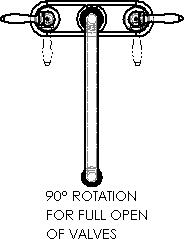 90° ROTATION
FOR FULL OPEN
OF VALVES